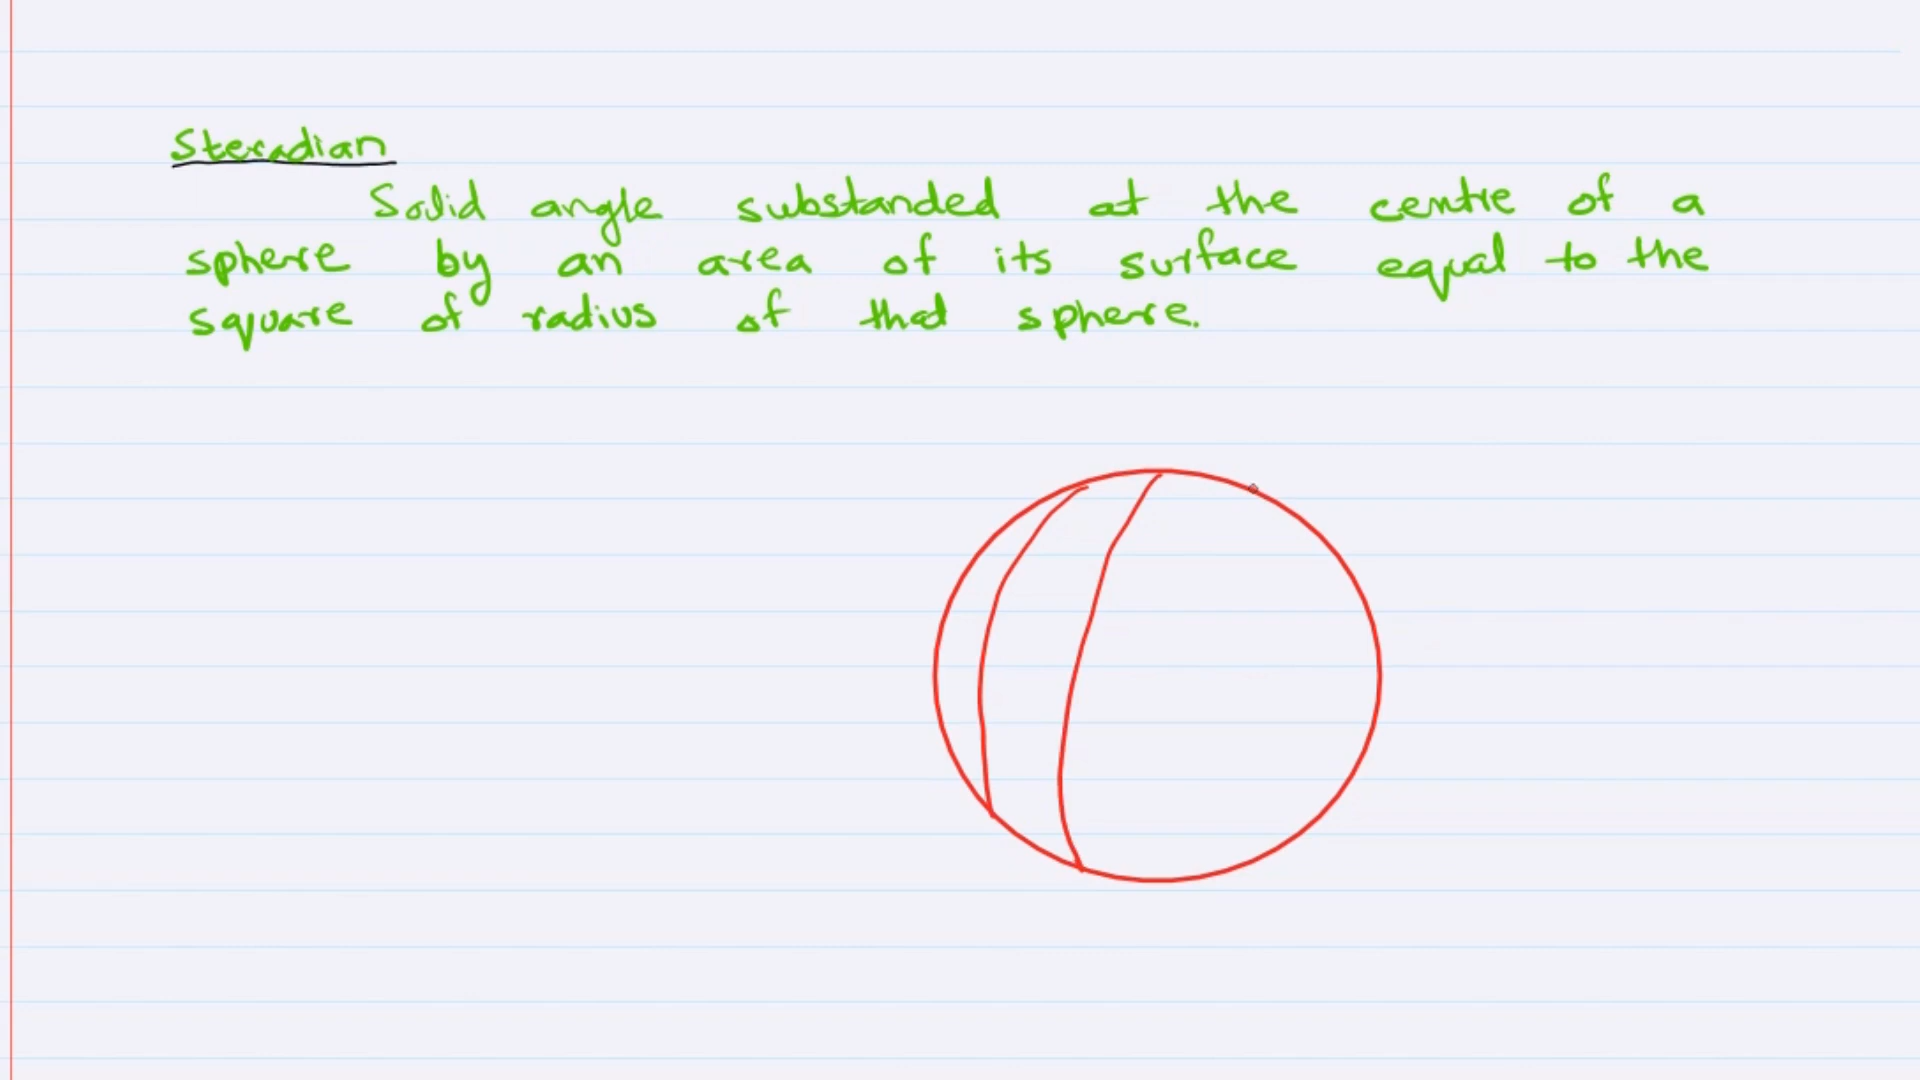 Steradian
Solid angle substanded at the centre of a
sphere by an area of its surface equal to the
square of radius of that sphere.